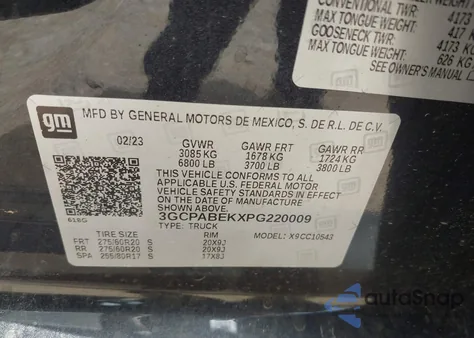 MAX TONGUE WEIGHT:
GOOSENECK TWR: 4173
MAX TONGUE WEIGHT: 626 KG
SEE OWNER'S MANUAL
gm
MFD BY GENERAL MOTORS DE MEXICO, S. DE R.L. DE C.V.
02/23 GVWR GAWR FRT GAWR RR
3085 KG 1678 KG 1724 KG
6800 LB 3700 LB 3800 LB
THIS VEHICLE CONFORMS TO ALL
APPLICABLE U.S. FEDERAL MOTOR
VEHICLE SAFETY STANDARDS IN EFFECT
ON THE DATE OF MANUFACTURE
SHOWN ABOVE.
3GCPABEKXPG220009
TYPE: TRUCK MODEL: X9CC10543
TIRE SIZE RIM
FRT 275/60R20 S 20X9J
RR 275/60R20 S 20X9J
SPA 255/80R17 S 17X8J
autoSnap